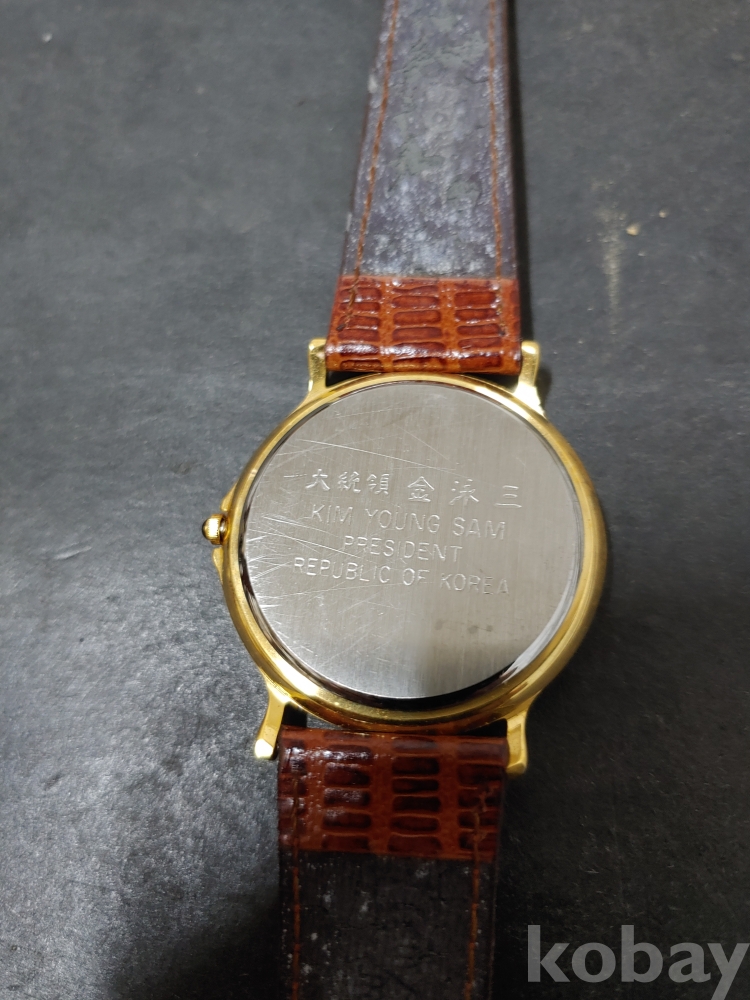 大統領 金泳三
KIM YOUNG SAM
PRESIDENT
REPUBLIC OF KOREA
kobay